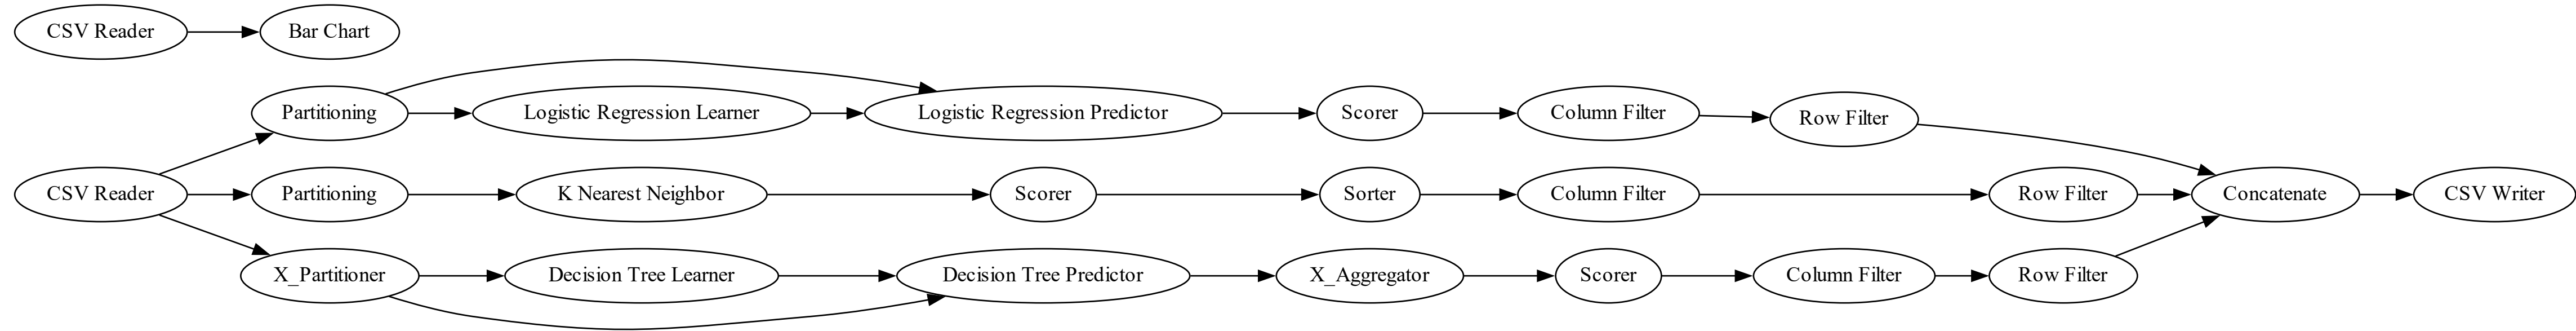 CSV Reader
Bar Chart
Partitioning
Logistic Regression Learner
Logistic Regression Predictor
Scorer
Column Filter
Row Filter
CSV Reader
Partitioning
K Nearest Neighbor
Scorer
Sorter
Column Filter
Row Filter
Concatenate
CSV Writer
X_Partitioner
Decision Tree Learner
Decision Tree Predictor
X_Aggregator
Scorer
Column Filter
Row Filter